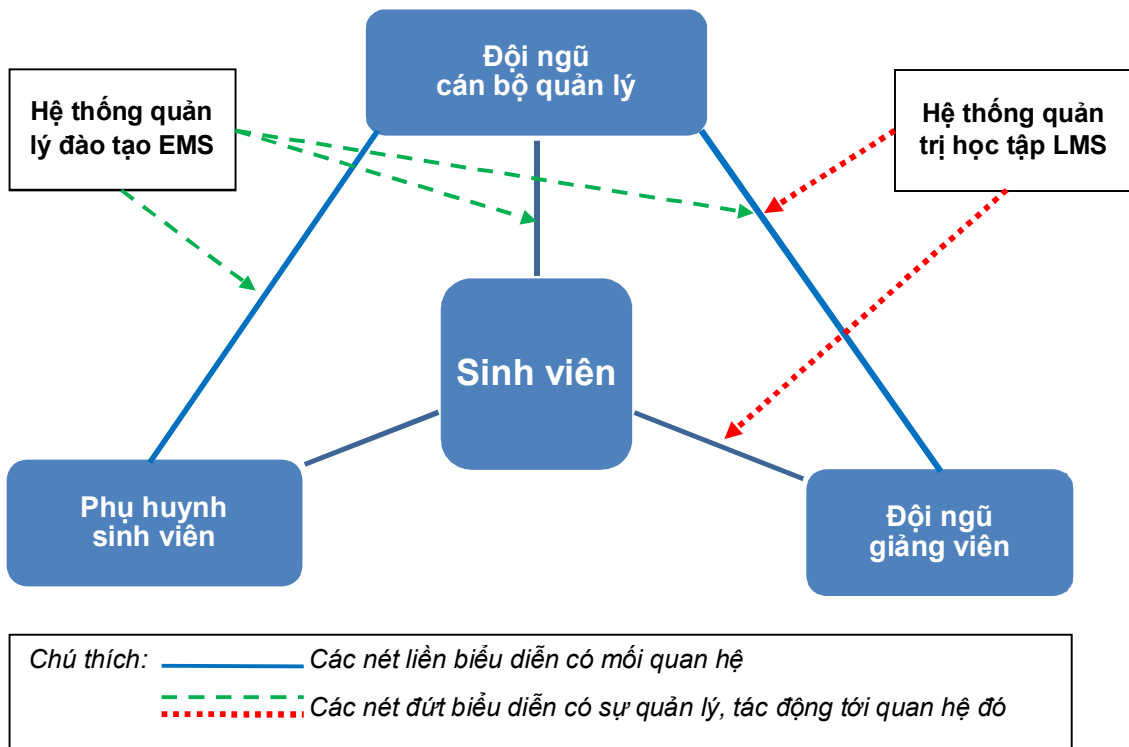 Đội ngũ
cán bộ quản lý
Hệ thống quản
lý đào tạo EMS
Hệ thống quản
trị học tập LMS
Sinh viên
Phụ huynh
sinh viên
Đội ngũ
giảng viên
Chú thích: Các nét liền biểu diễn có mối quan hệ
Các nét đứt biểu diễn có sự quản lý, tác động tới quan hệ đó